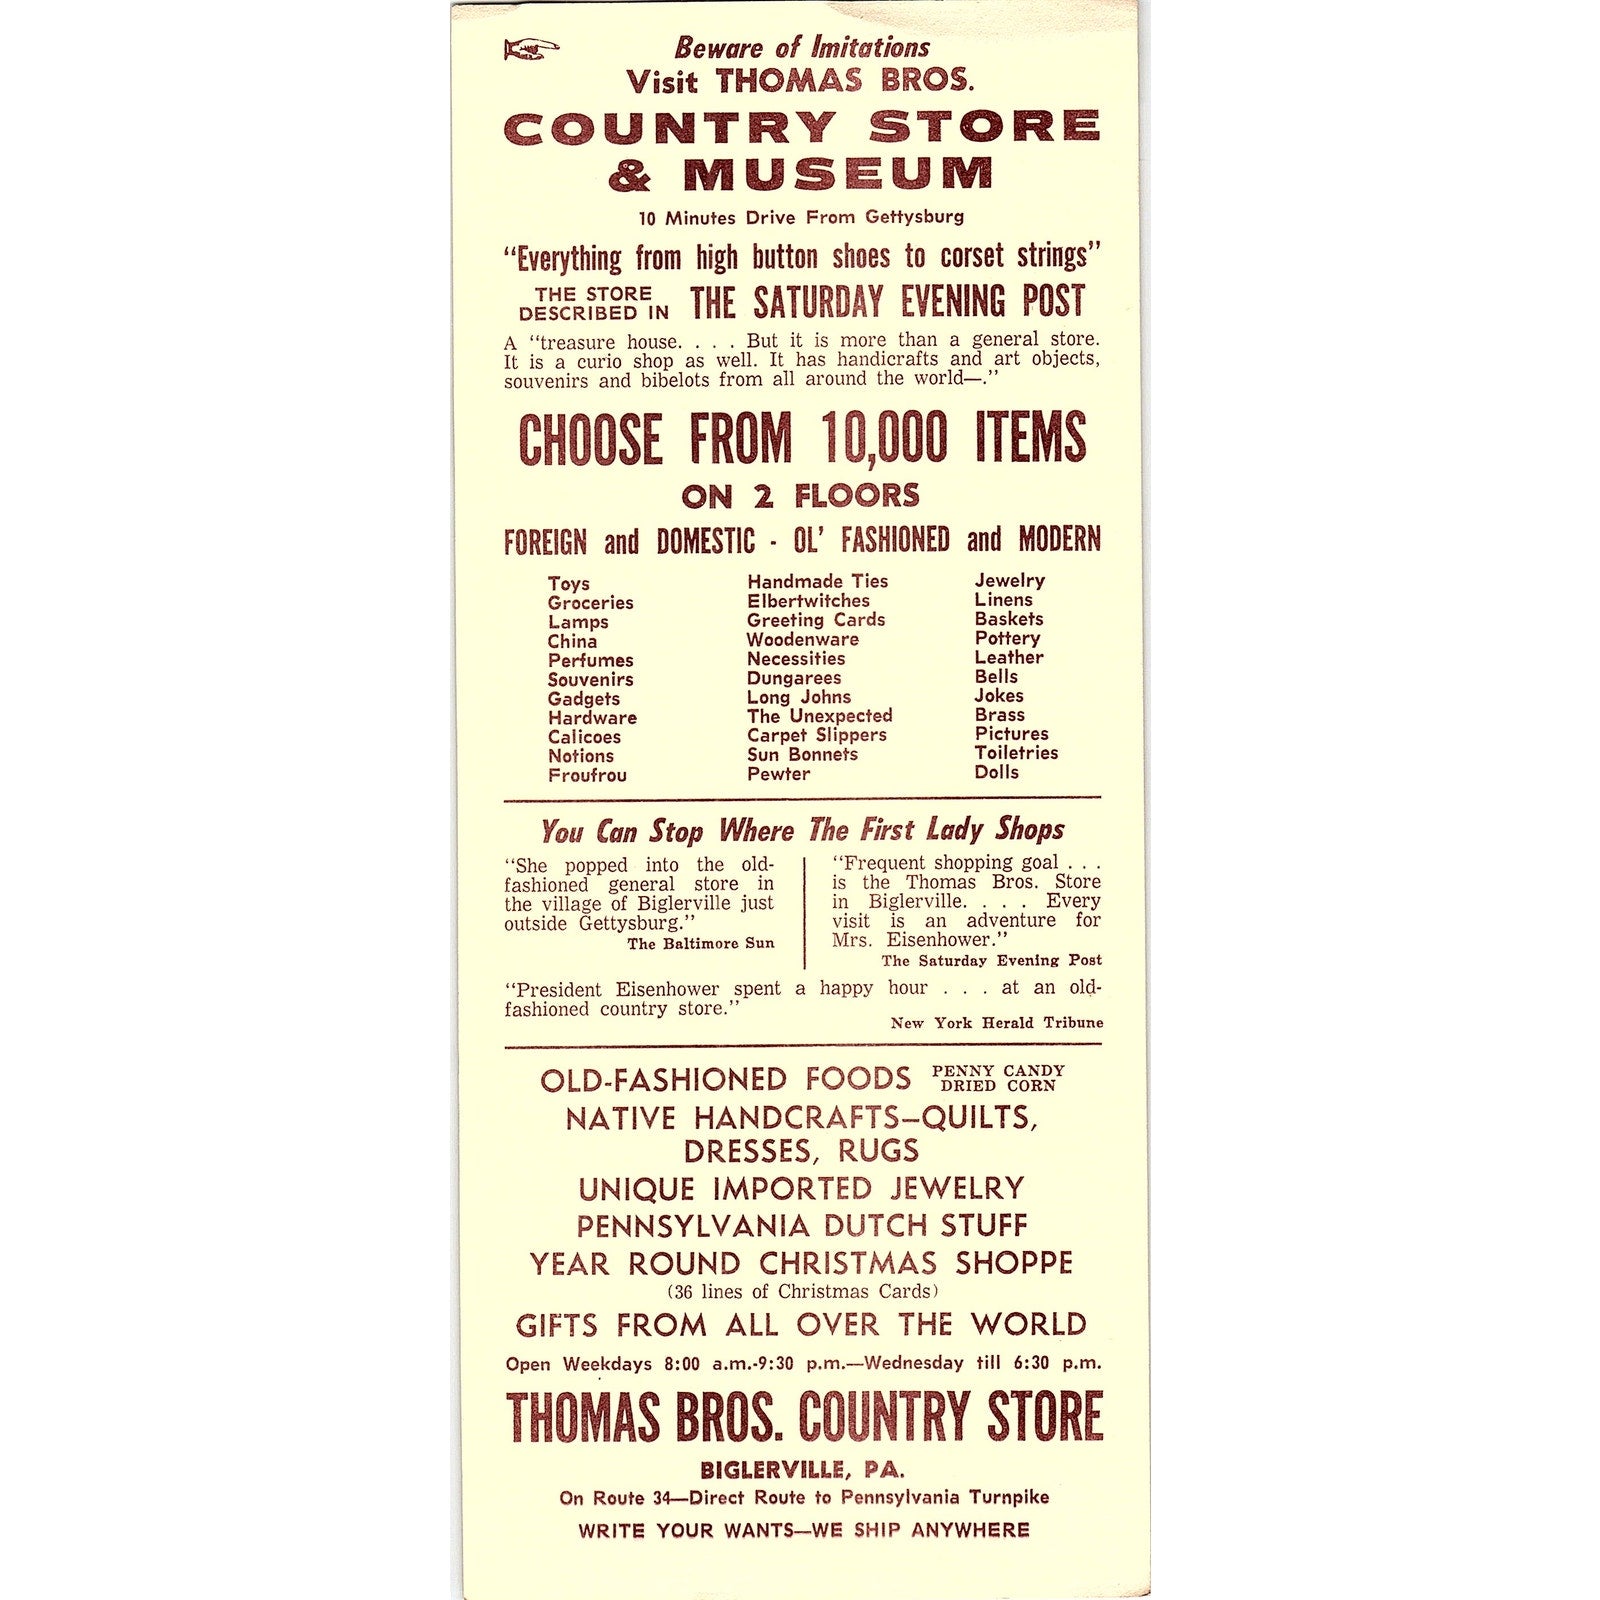 Beware of Imitations
Visit THOMAS BROS.
COUNTRY STORE
& MUSEUM
10 Minutes Drive From Gettysburg
"Everything from high button shoes to corset strings"
THE STORE
DESCRIBED IN THE SATURDAY EVENING POST
A "treasure house. . . . But it is more than a general store.
It is a curio shop as well. It has handicrafts and art objects,
souvenirs and bibelots from all around the world—."
CHOOSE FROM 10,000 ITEMS
ON 2 FLOORS
FOREIGN and DOMESTIC - OL' FASHIONED and MODERN
Toys
Groceries
Lamps
China
Perfumes
Souvenirs
Gadgets
Hardware
Calicoes
Notions
Froufrou
Handmade Ties
Elbertwitches
Greeting Cards
Woodenware
Necessities
Dungarees
Long Johns
The Unexpected
Carpet Slippers
Sun Bonnets
Pewter
Jewelry
Linens
Baskets
Pottery
Leather
Bells
Jokes
Brass
Pictures
Toiletries
Dolls
You Can Stop Where The First Lady Shops
"She popped into the old-
fashioned general store in
the village of Biglerville just
outside Gettysburg."
The Baltimore Sun
"Frequent shopping goal . . .
is the Thomas Bros. Store
in Biglerville. . . . Every
visit is an adventure for
Mrs. Eisenhower."
The Saturday Evening Post
"President Eisenhower spent a happy hour . . . at an old-
fashioned country store."
New York Herald Tribune
OLD-FASHIONED FOODS PENNY CANDY
DRIED CORN
NATIVE HANDCRAFTS—QUILTS,
DRESSES, RUGS
UNIQUE IMPORTED JEWELRY
PENNSYLVANIA DUTCH STUFF
YEAR ROUND CHRISTMAS SHOPPE
(36 lines of Christmas Cards)
GIFTS FROM ALL OVER THE WORLD
Open Weekdays 8:00 a.m.-9:30 p.m.—Wednesday till 6:30 p.m.
THOMAS BROS. COUNTRY STORE
BIGLERVILLE, PA.
On Route 34—Direct Route to Pennsylvania Turnpike
WRITE YOUR WANTS—WE SHIP ANYWHERE